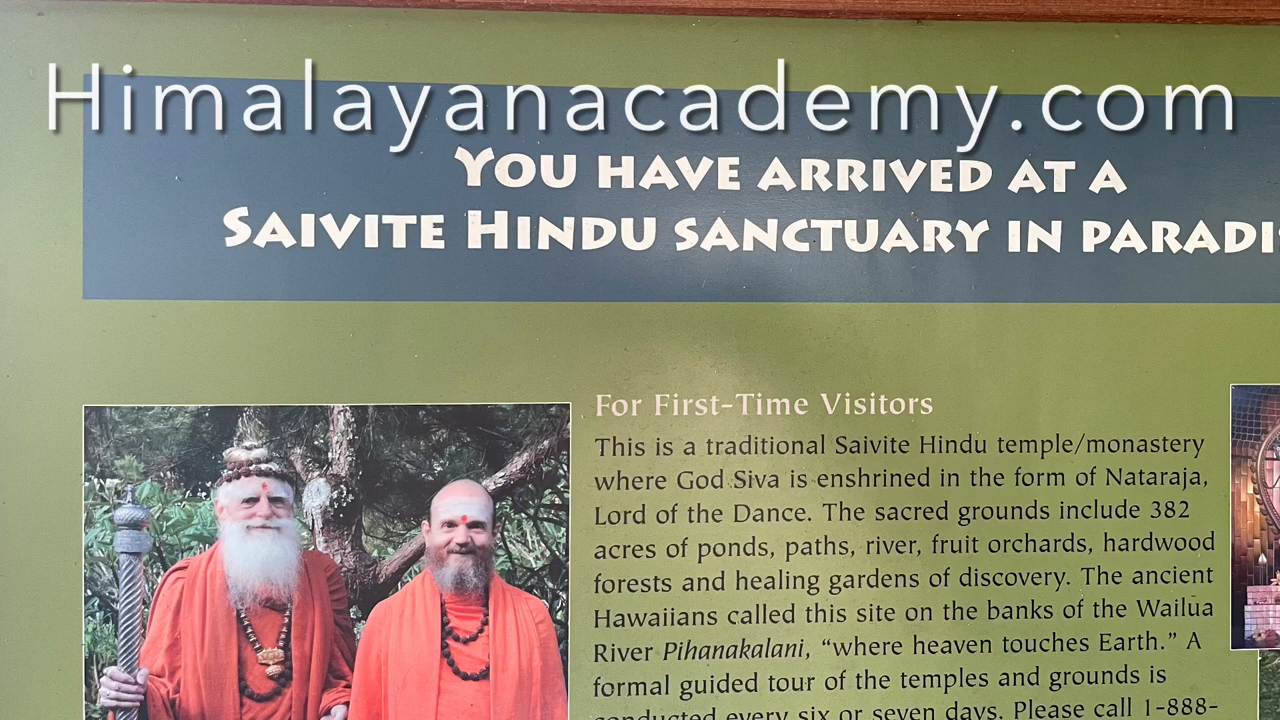 Himalayanacademy.com
You have arrived at a
Saivite Hindu sanctuary in
For First-Time Visitors
This is a traditional Saivite Hindu temple/monastery
where God Siva is enshrined in the form of Nataraja,
Lord of the Dance. The sacred grounds include 382
acres of ponds, paths, river, fruit orchards, hardwood
forests and healing gardens of discovery. The ancient
Hawaiians called this site on the banks of the Wailua
River Pihanakalani, “where heaven touches Earth.” A
formal guided tour of the temples and grounds is
conducted every six or seven days. Please call 1-888-